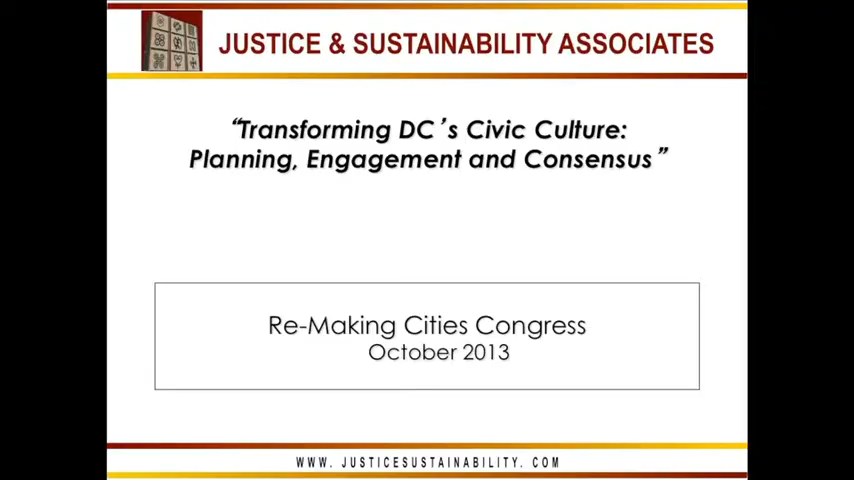 JUSTICE & SUSTAINABILITY ASSOCIATES
“Transforming DC’s Civic Culture:
Planning, Engagement and Consensus”
Re-Making Cities Congress
October 2013
WWW. JUSTICESUSTAINABILITY. COM